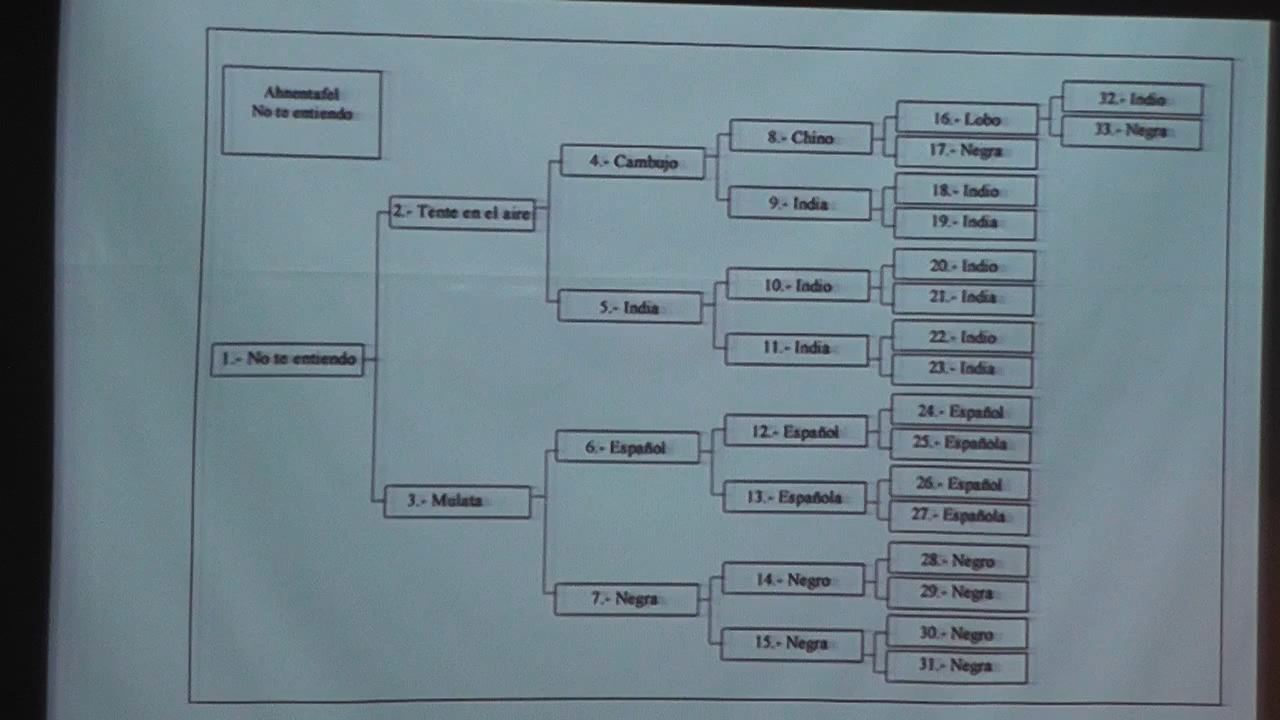 Ahnentafel
No te entiendo
1.- No te entiendo
2.- Tente en el aire
3.- Mulata
4.- Cambujo
5.- India
6.- Español
7.- Negra
8.- Chino
9.- India
10.- Indio
11.- India
12.- Español
13.- Española
14.- Negro
15.- Negra
16.- Lobo
17.- Negra
18.- Indio
19.- India
20.- Indio
21.- India
22.- Indio
23.- India
24.- Español
25.- Española
26.- Español
27.- Española
28.- Negro
29.- Negra
30.- Negro
31.- Negra
32.- Indio
33.- Negra